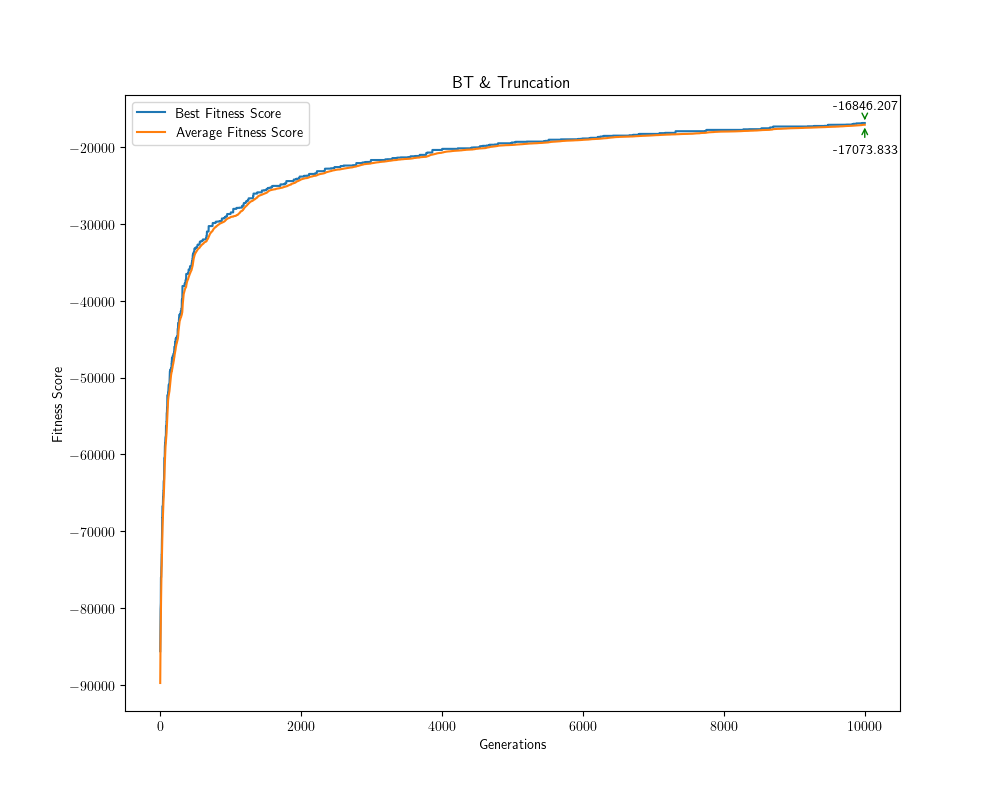 BT & Truncation
Best Fitness Score
Average Fitness Score
-16846.207
-17073.833
−20000
−30000
−40000
−50000
−60000
−70000
−80000
−90000
Fitness Score
0 2000 4000 6000 8000 10000
Generations